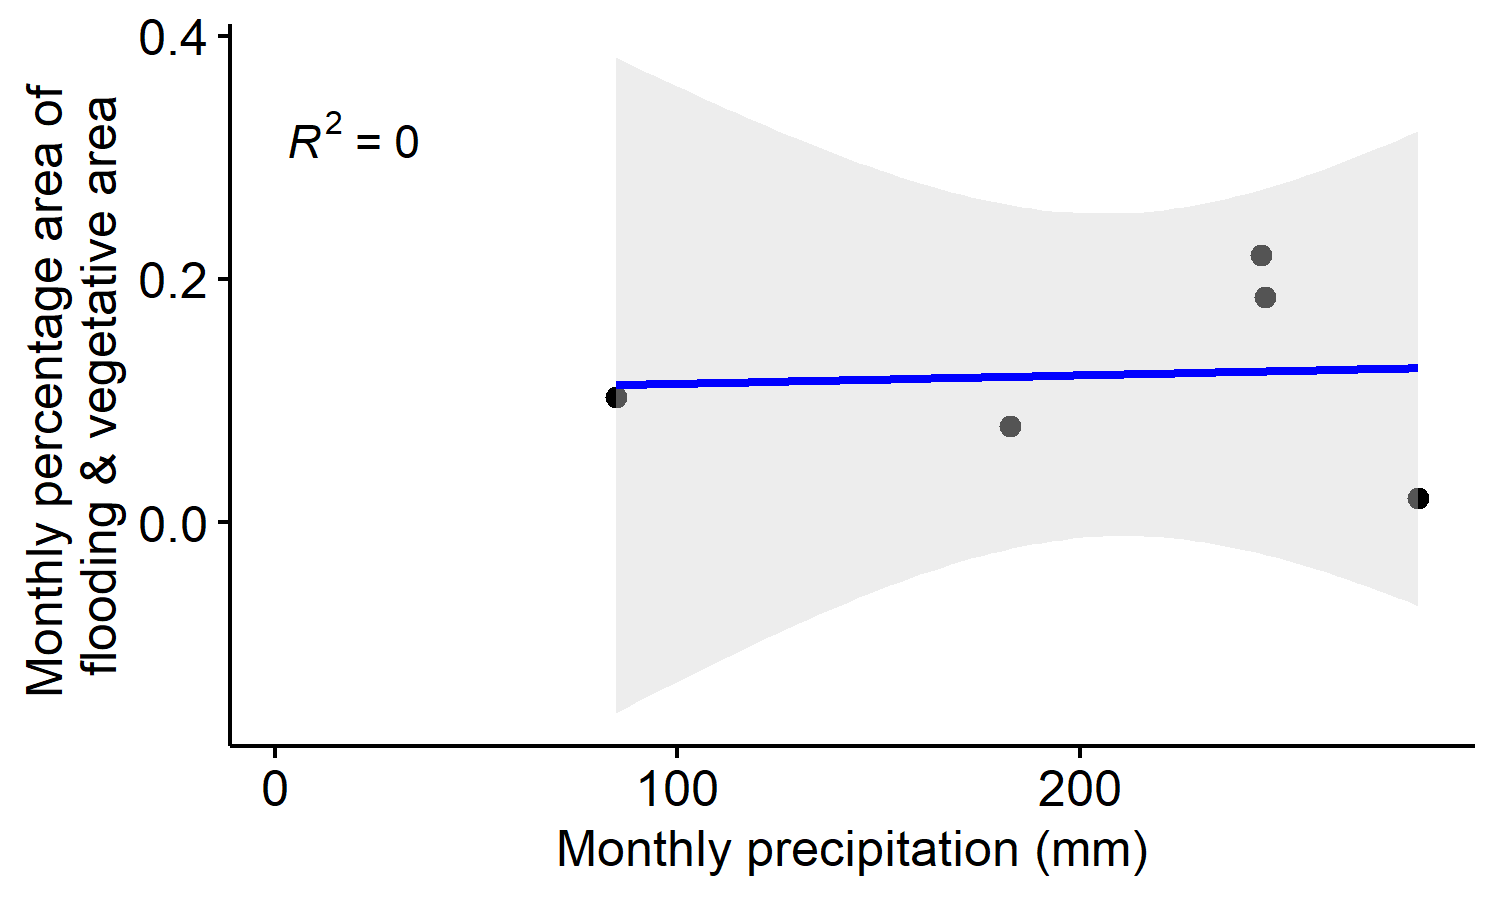 Monthly percentage area of
flooding & vegetative area
0.4
0.2
0.0
R² = 0
0 100 200
Monthly precipitation (mm)